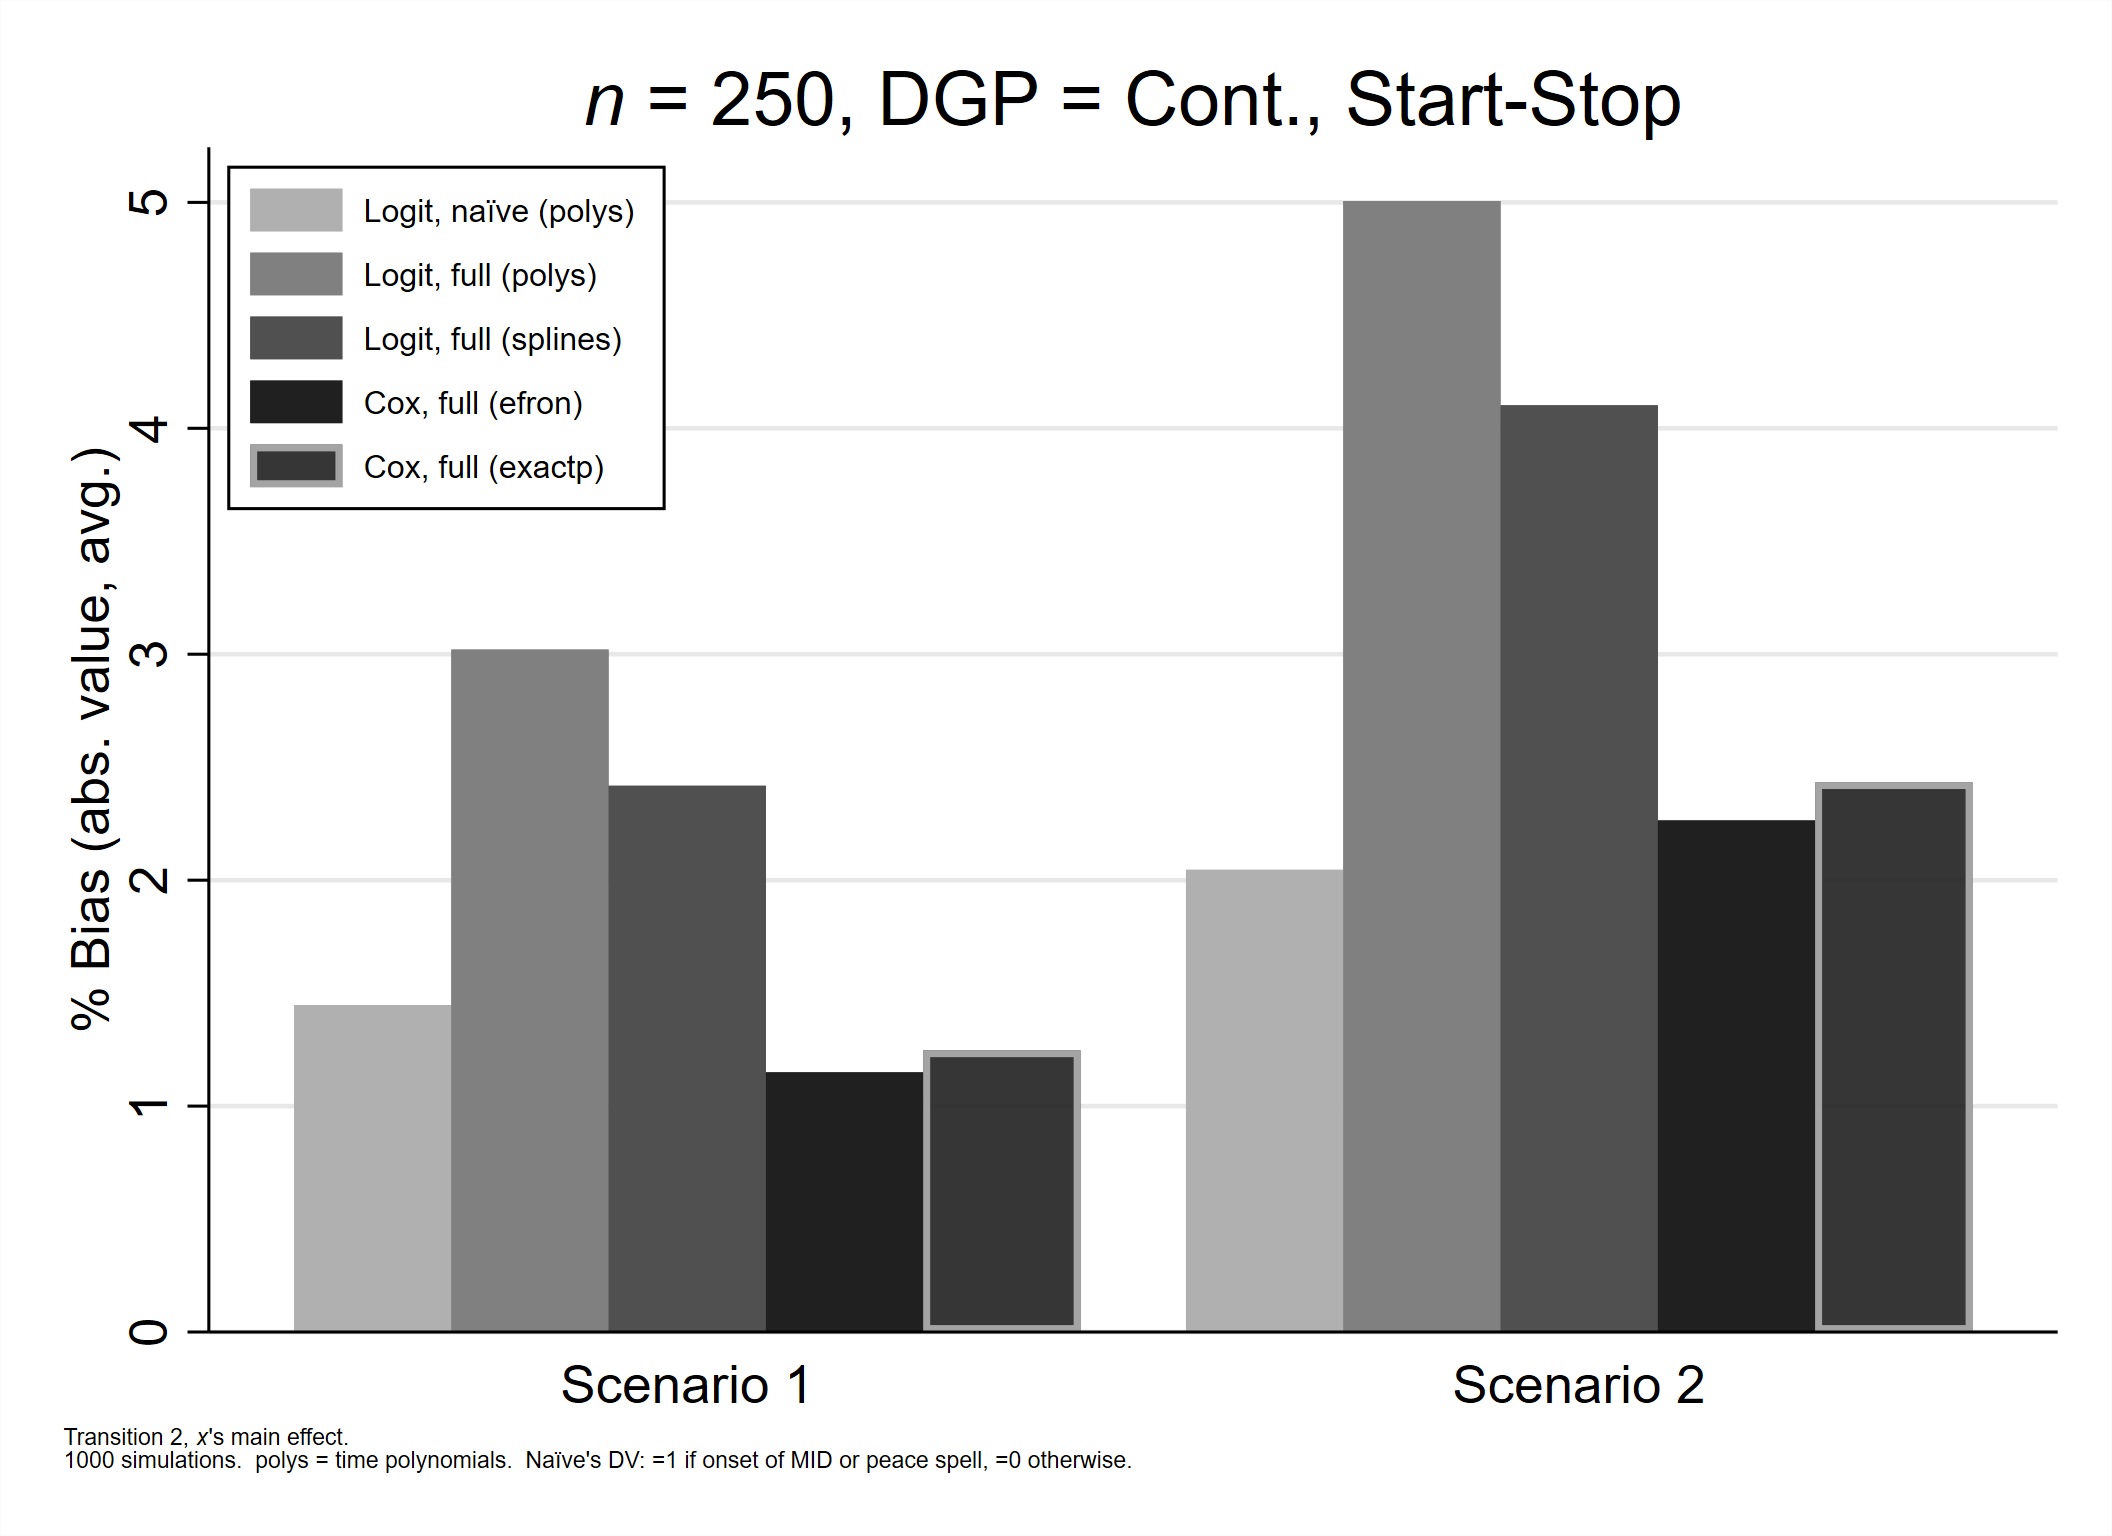 n = 250, DGP = Cont., Start-Stop
Logit, naïve (polys)
Logit, full (polys)
Logit, full (splines)
Cox, full (efron)
Cox, full (exactp)
% Bias (abs. value, avg.)
5
4
3
2
1
0
Scenario 1
Scenario 2
Transition 2, x's main effect.
1000 simulations.  polys = time polynomials.  Naïve's DV: =1 if onset of MID or peace spell, =0 otherwise.